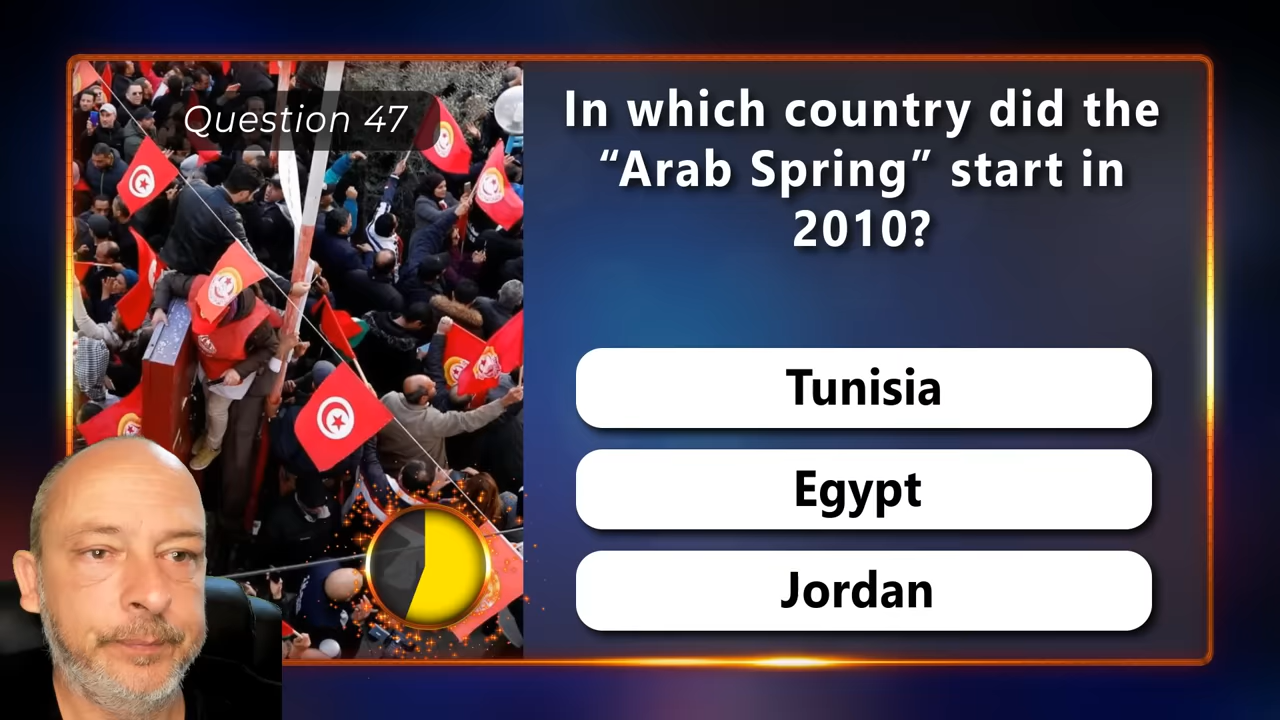 Question 47
In which country did the
“Arab Spring” start in
2010?
Tunisia
Egypt
Jordan